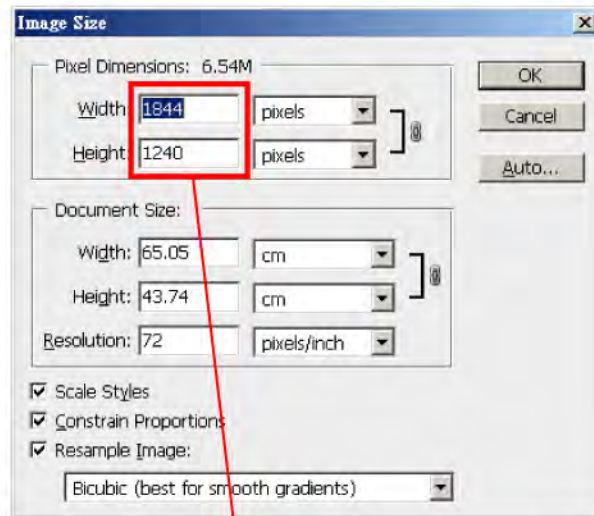 Image Size
Pixel Dimensions: 6.54M
Width: 1844 pixels
Height: 1240 pixels
Document Size:
Width: 65.05 cm
Height: 43.74 cm
Resolution: 72 pixels/inch
Scale Styles
Constrain Proportions
Resample Image:
Bicubic (best for smooth gradients)
OK
Cancel
Auto...